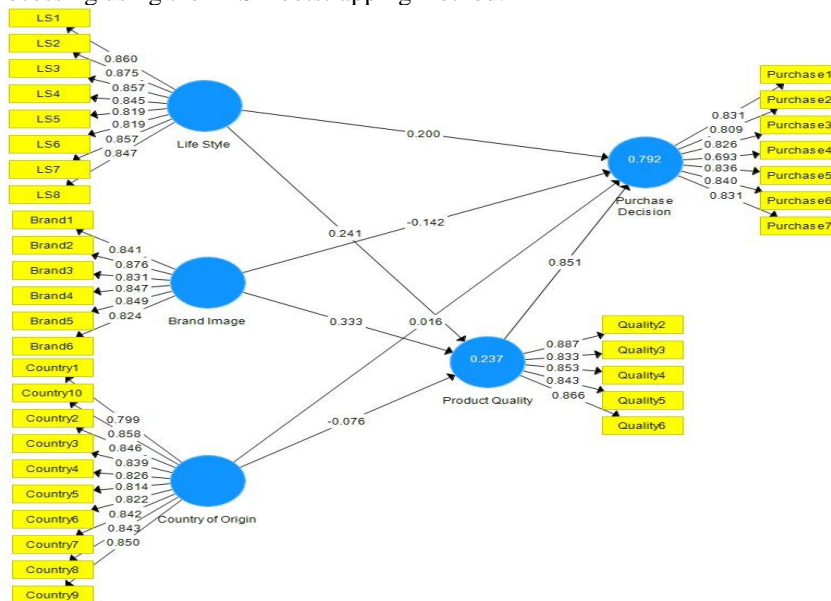 using the
method.
LS1
LS2
LS3
LS4
LS5
LS6
LS7
LS8
0.860
0.875
0.857
0.845
0.819
0.819
0.857
0.847
Life Style
Brand1
Brand2
Brand3
Brand4
Brand5
Brand6
0.841
0.876
0.831
0.847
0.849
0.824
Brand Image
Country1
Country10
Country2
Country3
Country4
Country5
Country6
Country7
Country8
Country9
0.799
0.858
0.846
0.839
0.826
0.814
0.822
0.842
0.843
0.850
Country of Origin
0.200
-0.142
0.241
0.333
0.016
-0.076
0.851
0.792
Purchase
Decision
0.831
0.809
0.826
0.693
0.836
0.840
0.831
Purchase1
Purchase2
Purchase3
Purchase4
Purchase5
Purchase6
Purchase7
0.237
Product Quality
0.887
0.833
0.853
0.843
0.866
Quality2
Quality3
Quality4
Quality5
Quality6